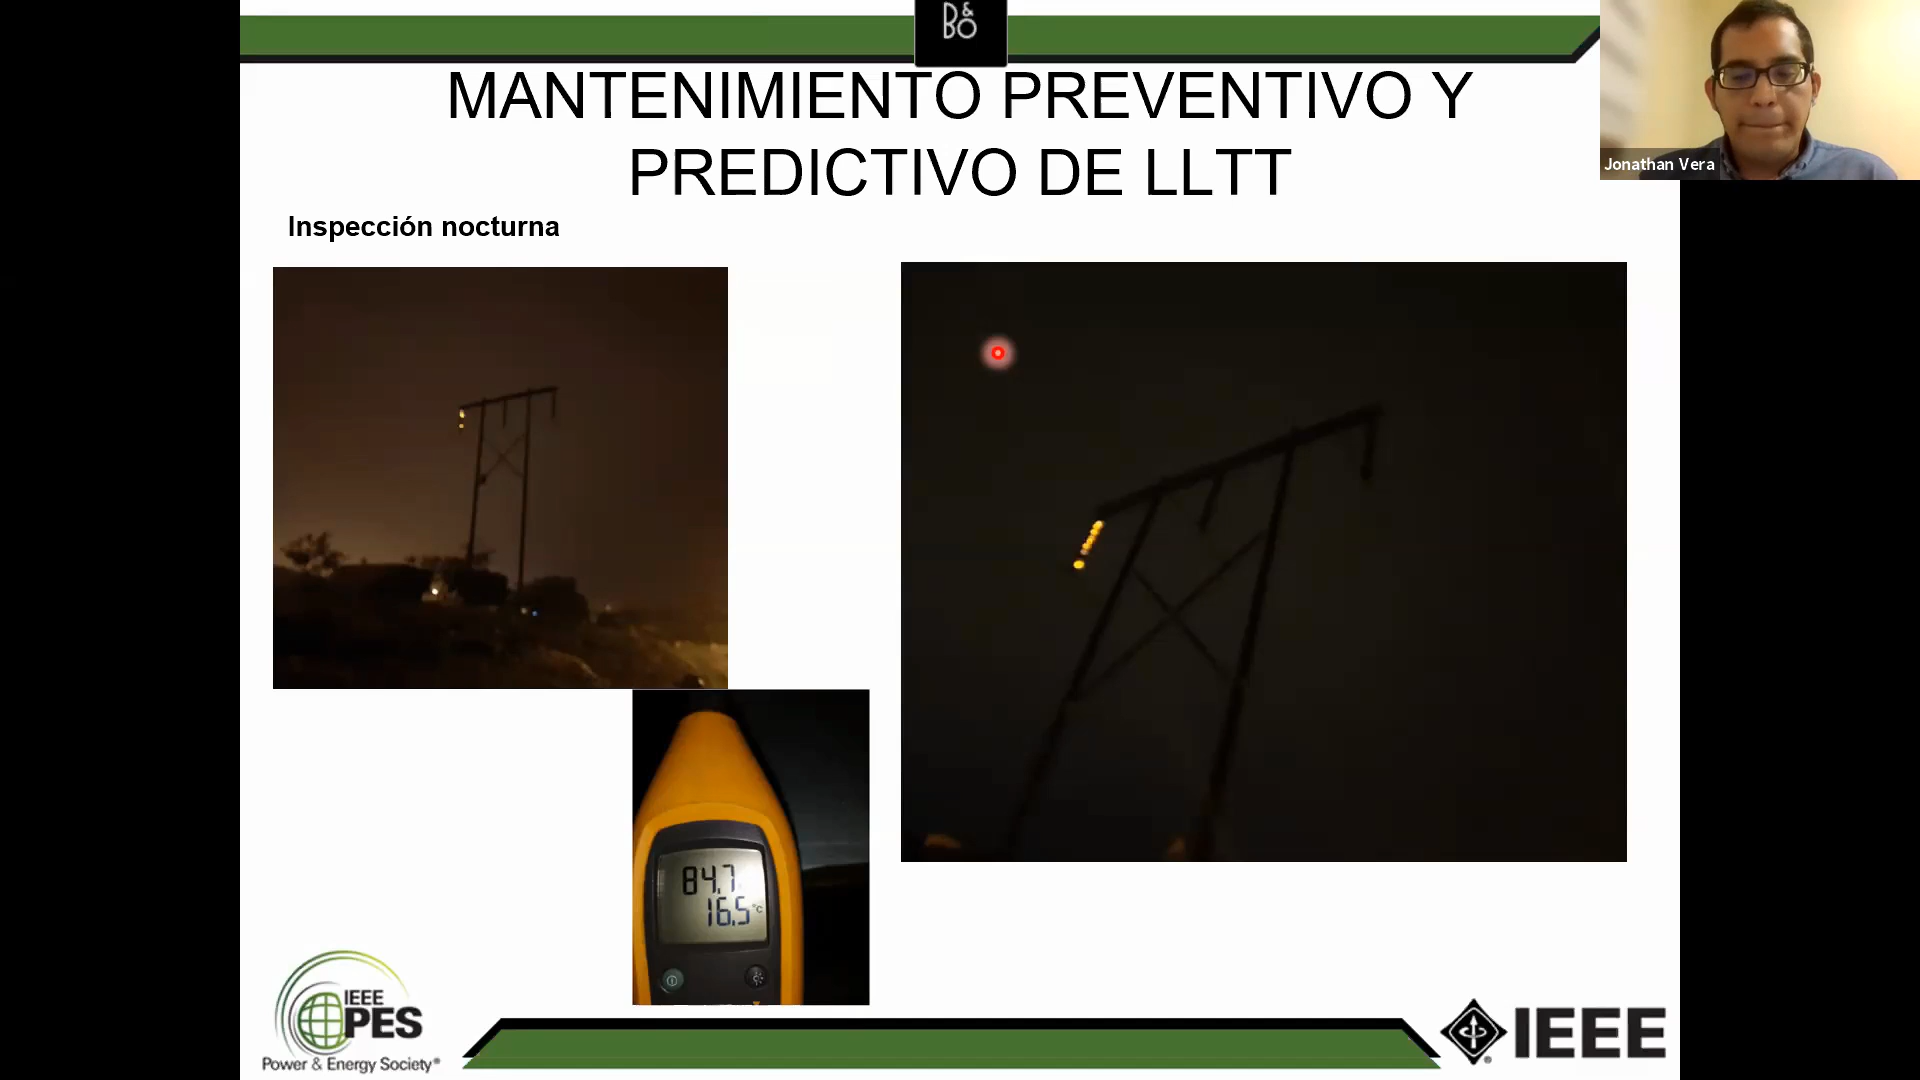 B&O
MANTENIMIENTO PREVENTIVO Y
PREDICTIVO DE LLTT
Jonathan Vera
Inspección nocturna
84.7
16.5°C
IEEE
PES
Power & Energy Society®
IEEE